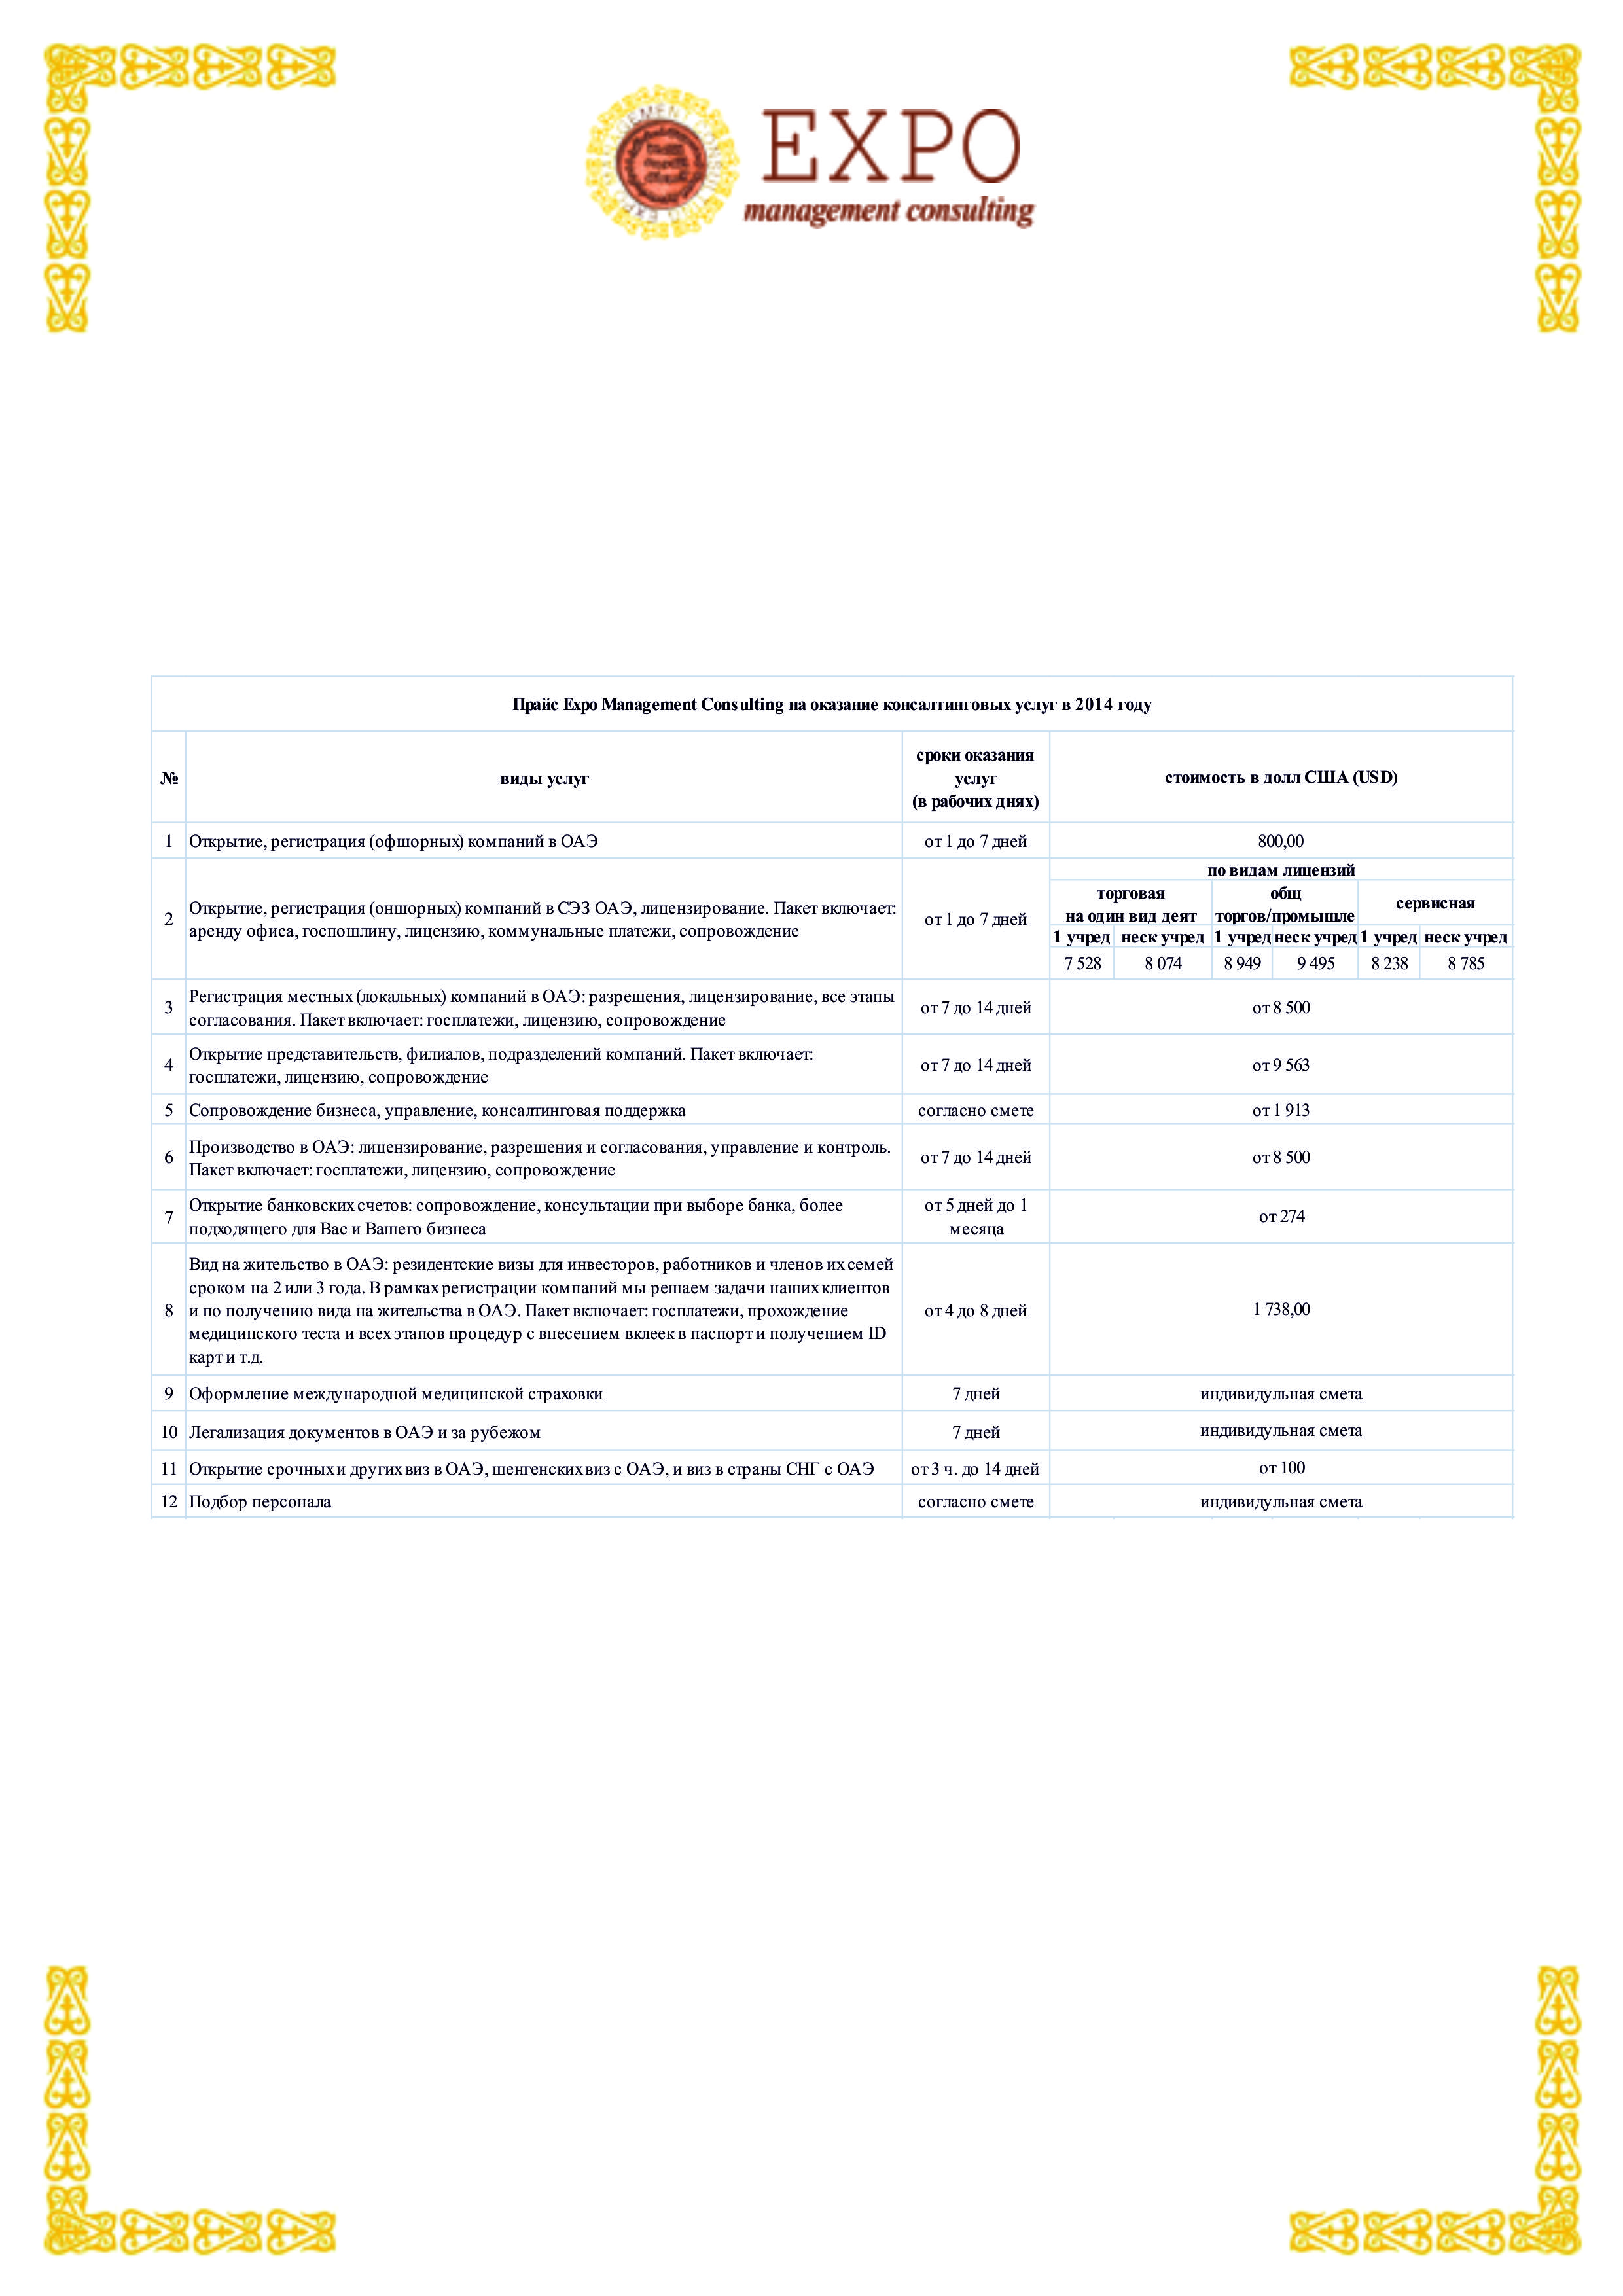 EXPO
management consulting
Прайс Expo Management Consulting на оказание консалтинговых услуг в 2014 году
№
виды услуг
сроки оказания
услуг
(в рабочих днях)
стоимость в долл США (USD)
1 Открытие, регистрация (офшорных) компаний в ОАЭ от 1 до 7 дней 800,00
2
Открытие, регистрация (оншорных) компаний в СЭЗ ОАЭ, лицензирование. Пакет включает:
аренду офиса, госпошлину, лицензию, коммунальные платежи, сопровождение
от 1 до 7 дней
по видам лицензий
торговая
на один вид деят
общ
торгов/промышле
сервисная
1 учред неск учред 1 учред неск учред 1 учред неск учред
7 528 8 074 8 949 9 495 8 238 8 785
3
Регистрация местных (локальных) компаний в ОАЭ: разрешения, лицензирование, все этапы
согласования. Пакет включает: госплатежи, лицензию, сопровождение
от 7 до 14 дней
от 8 500
4
Открытие представительств, филиалов, подразделений компаний. Пакет включает:
госплатежи, лицензию, сопровождение
от 7 до 14 дней
от 9 563
5 Сопровождение бизнеса, управление, консалтинговая поддержка согласно смете от 1 913
6
Производство в ОАЭ: лицензирование, разрешения и согласования, управление и контроль.
Пакет включает: госплатежи, лицензию, сопровождение
от 7 до 14 дней
от 8 500
7
Открытие банковских счетов: сопровождение, консультации при выборе банка, более
подходящего для Вас и Вашего бизнеса
от 5 дней до 1
месяца
от 274
8
Вид на жительство в ОАЭ: резидентские визы для инвесторов, работников и членов их семей
сроком на 2 или 3 года. В рамках регистрации компаний мы решаем задачи наших клиентов
и по получению вида на жительства в ОАЭ. Пакет включает: госплатежи, прохождение
медицинского теста и всех этапов процедур с внесением вклеек в паспорт и получением ID
карт и т.д.
от 4 до 8 дней
1 738,00
9 Оформление международной медицинской страховки 7 дней индивидульная смета
10 Легализация документов в ОАЭ и за рубежом 7 дней индивидульная смета
11 Открытие срочных и других виз в ОАЭ, шенгенских виз с ОАЭ, и виз в страны СНГ с ОАЭ от 3 ч. до 14 дней от 100
12 Подбор персонала согласно смете индивидульная смета